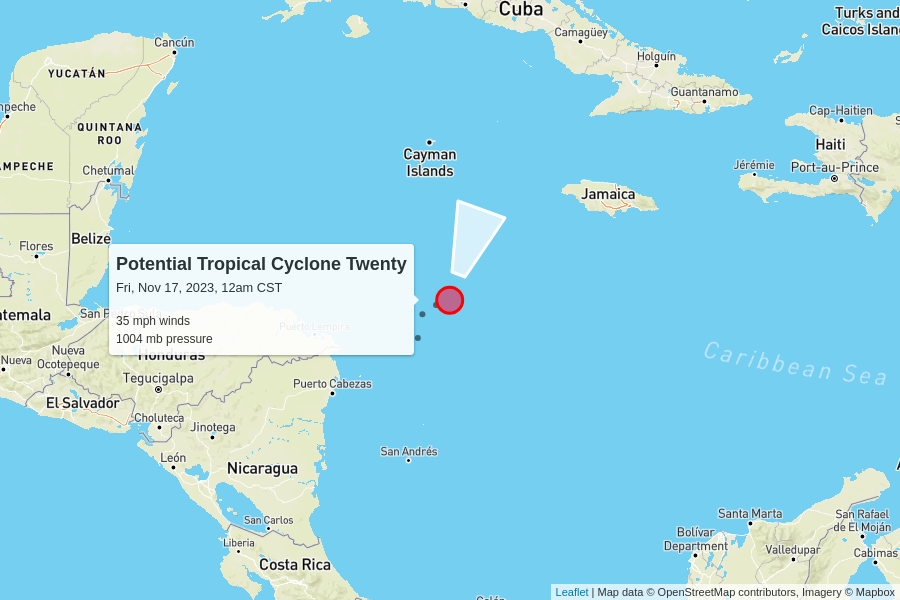 Cuba
Turks and
Caicos Islan
Camagüey
Cancún
Holguín
YUCATÁN
Guantanamo
mpeche
Cap-Haitien
QUINTANA
ROO
Haiti
Cayman
Islands
AMPECHE
Chetumal
Jérémie
Port-au-Prince
Jamaica
Belize
Flores
Potential Tropical Cyclone Twenty
Fri, Nov 17, 2023, 12am CST
35 mph winds
1004 mb pressure
atemala
San Pe
Puerto Lempira
Honduras
Nueva
Nueva
Ocotepeque
Caribbean Sea
Tegucigalpa
Puerto Cabezas
El Salvador
Choluteca
Jinotega
León
San Andrés
Nicaragua
San Carlos
Santa Marta
San Rafael
de El Moján
Bolívar
Department
Liberia
Valledupar
Cabimas
Costa Rica
Leaflet | Map data © OpenStreetMap contributors, Imagery © Mapbox